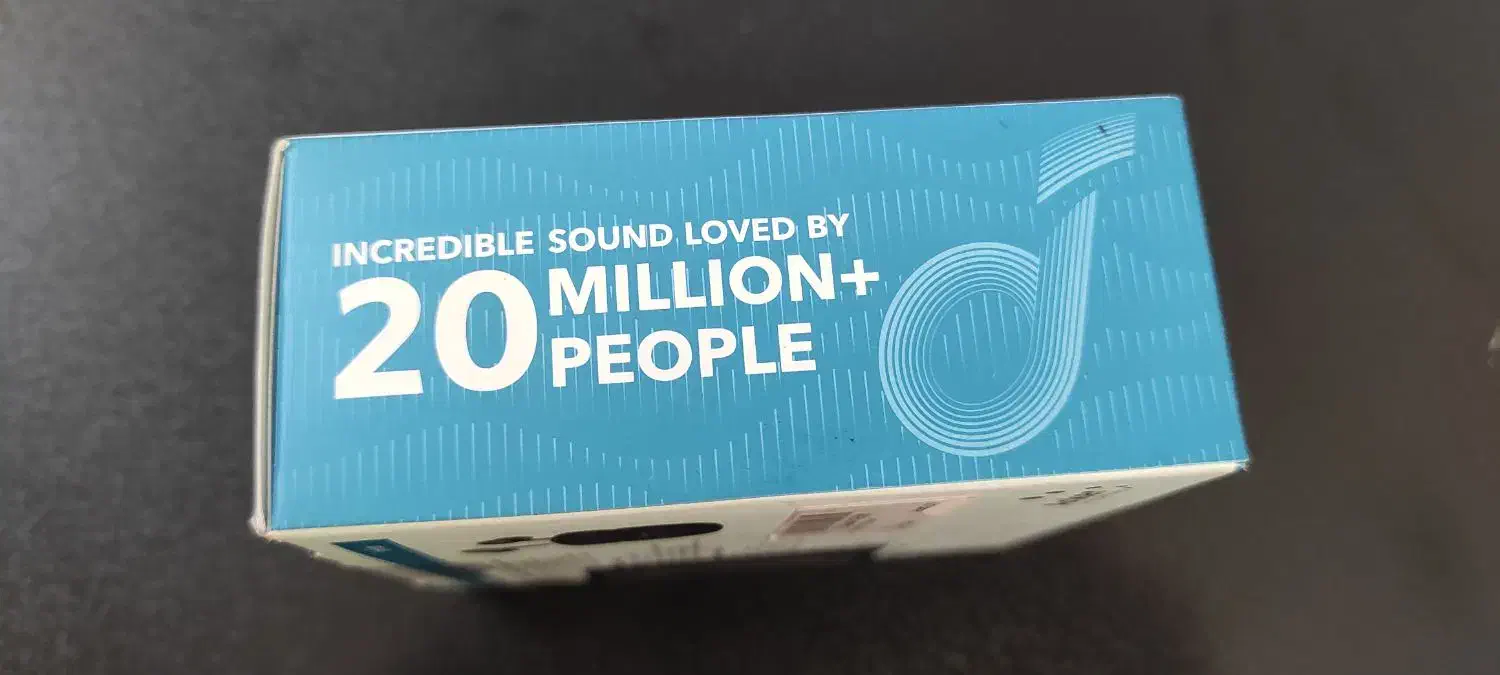 INCREDIBLE SOUND LOVED BY
20 MILLION+
PEOPLE